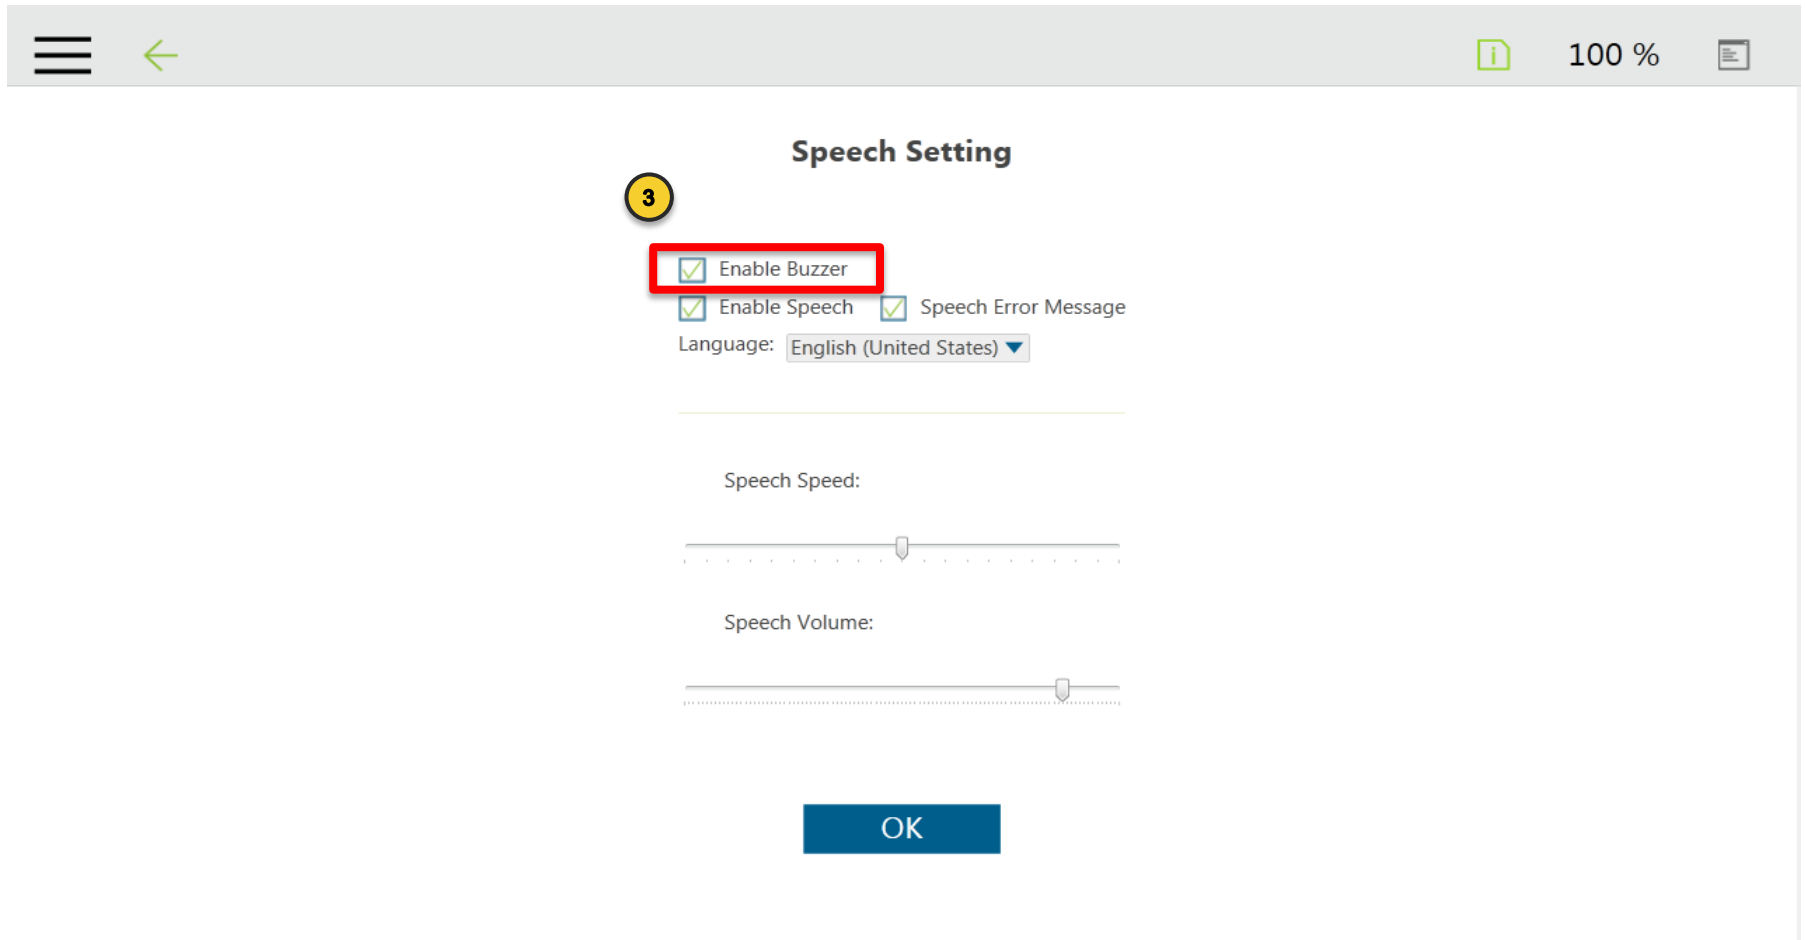 100 %
Speech Setting
3
Enable Buzzer
Enable Speech Speech Error Message
Language: English (United States)
Speech Speed:
Speech Volume:
OK